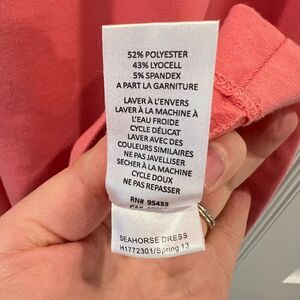 52% POLYESTER
43% LYOCELL
5% SPANDEX
A PART LA GARNITURE
LAVER À L'ENVERS
LAVER À LA MACHINE À
L'EAU FROIDE
CYCLE DÉLICAT
LAVER AVEC DES
COULEURS SIMILAIRES
NE PAS JAVELLISER
SECHER À LA MACHINE
CYCLE DOUX
NE PAS REPASSER
RN# 95433
SEAHORSE DRESS
H1772301/Spring 13